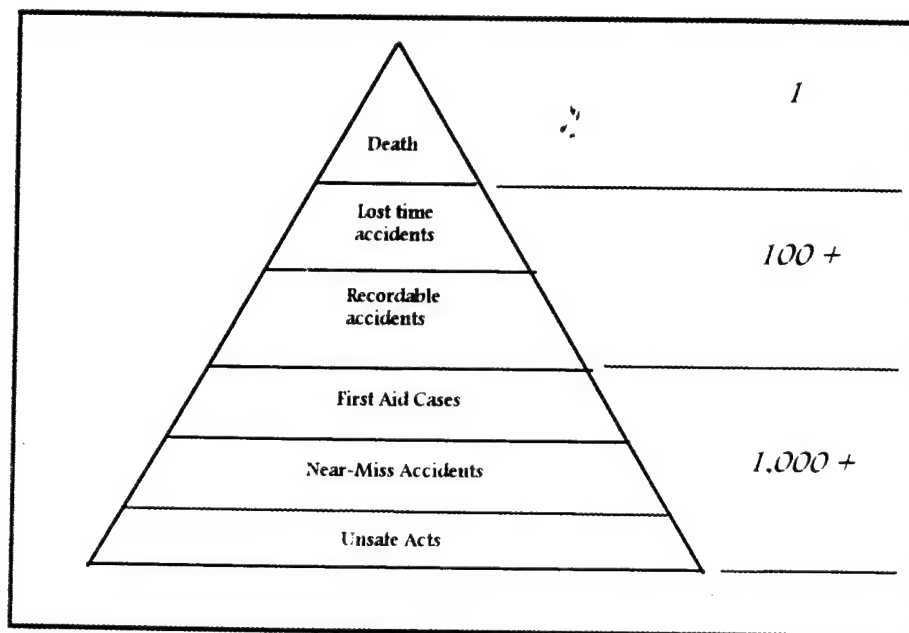 1
Death
Lost time
accidents
100 +
Recordable
accidents
First Aid Cases
Near-Miss Accidents
1,000 +
Unsafe Acts